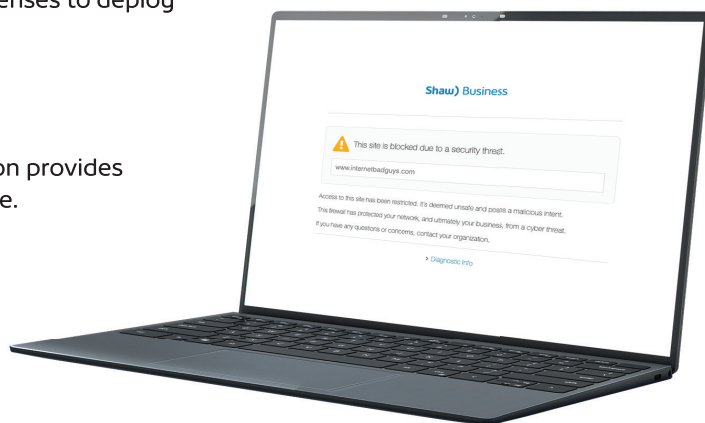 enses to deploy
on provides
e.
Shaw) Business
This site is blocked due to a security threat.
www.internetbadguys.com
Access to this site has been restricted. It's deemed unsafe and posts a malicious intent.
This firewall has protected your network, and ultimately your business, from a cyber threat.
If you have any questions or concerns, contact your organization.
> Diagnostic Info